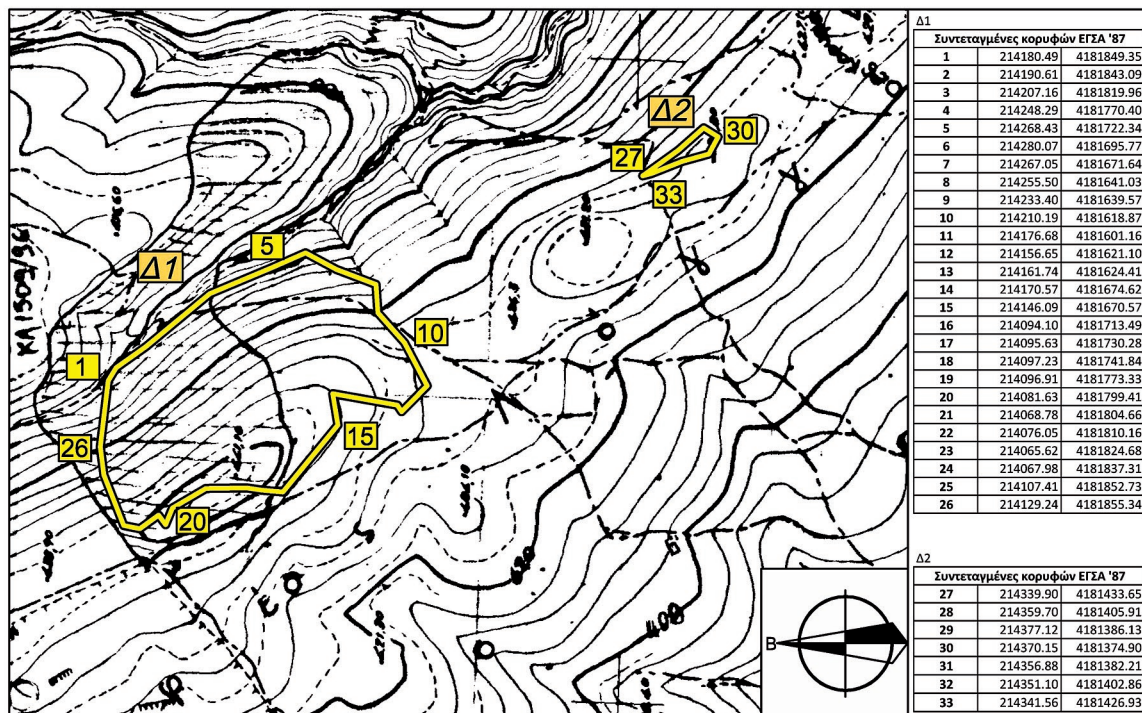 Δ1
Δ2
1
5
10
15
20
26
27
30
33
ΚΑ 1509/96
400
Β
Δ1
Συντεταγμένες κορυφών ΕΓΣΑ '87
1 214180.49 4181849.35
2 214190.61 4181843.09
3 214207.16 4181819.96
4 214248.29 4181770.40
5 214268.43 4181722.34
6 214280.07 4181695.77
7 214267.05 4181671.64
8 214255.50 4181641.03
9 214233.40 4181639.57
10 214210.19 4181618.87
11 214176.68 4181601.16
12 214156.65 4181621.10
13 214161.74 4181624.41
14 214170.57 4181674.62
15 214146.09 4181670.57
16 214094.10 4181713.49
17 214095.63 4181730.28
18 214097.23 4181741.84
19 214096.91 4181773.33
20 214081.63 4181799.41
21 214068.78 4181804.66
22 214076.05 4181810.16
23 214065.62 4181824.68
24 214067.98 4181837.31
25 214107.41 4181852.73
26 214129.24 4181855.34
Δ2
Συντεταγμένες κορυφών ΕΓΣΑ '87
27 214339.90 4181433.65
28 214359.70 4181405.91
29 214377.12 4181386.13
30 214370.15 4181374.90
31 214356.88 4181382.21
32 214351.10 4181402.86
33 214341.56 4181426.93